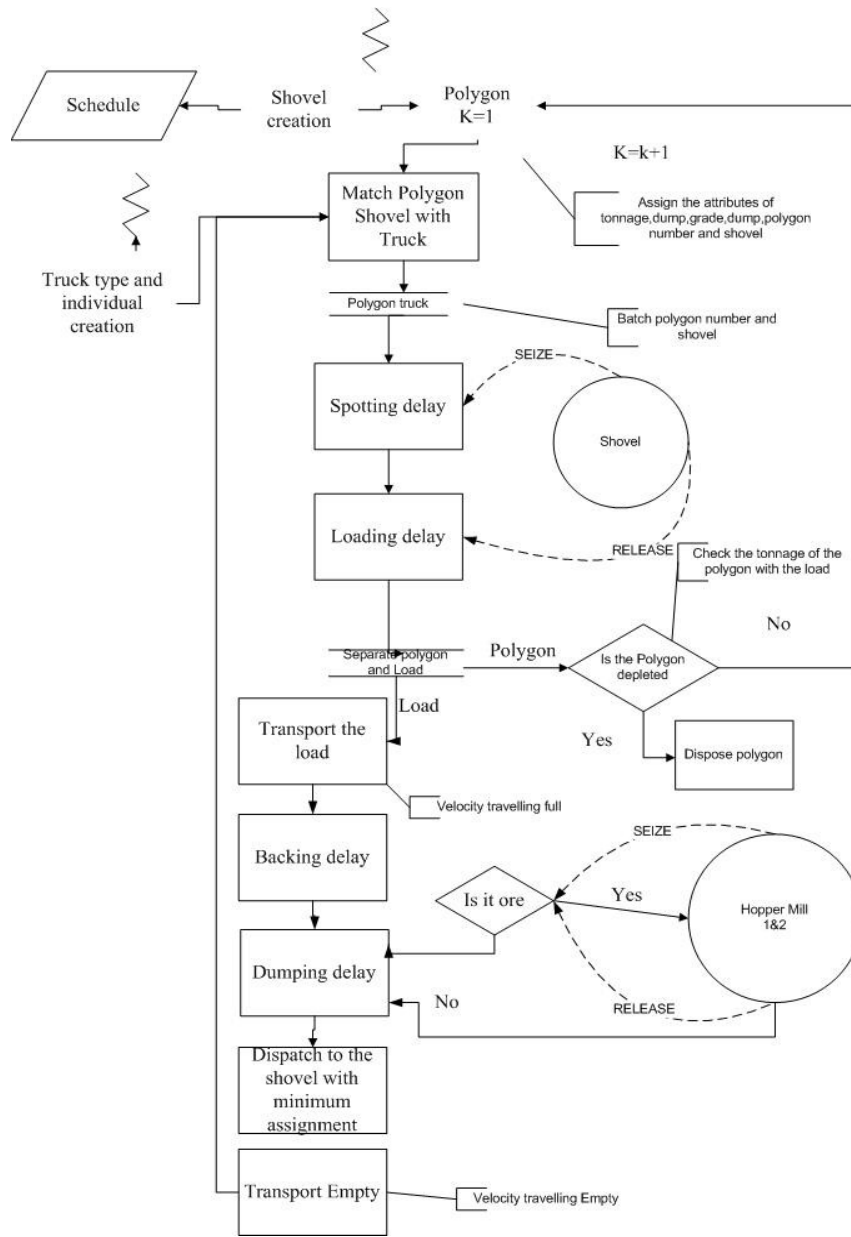 Schedule
Shovel
creation
Polygon
K=1
K=k+1
Match Polygon
Shovel with
Truck
Assign the attributes of
tonnage,dump,grade,dump,polygon
number and shovel
Truck type and
individual
creation
Polygon truck
Batch polygon number and
shovel
SEIZE
Spotting delay
Shovel
Loading delay
RELEASE
Check the tonnage of the
polygon with the load
No
Separate polygon
and Load
Polygon
Is the Polygon
depleted
Load
Transport the
load
Yes
Dispose polygon
Velocity travelling full
SEIZE
Backing delay
Is it ore
Yes
Hopper Mill
1&2
Dumping delay
No
RELEASE
Dispatch to the
shovel with
minimum
assignment
Transport Empty
Velocity travelling Empty